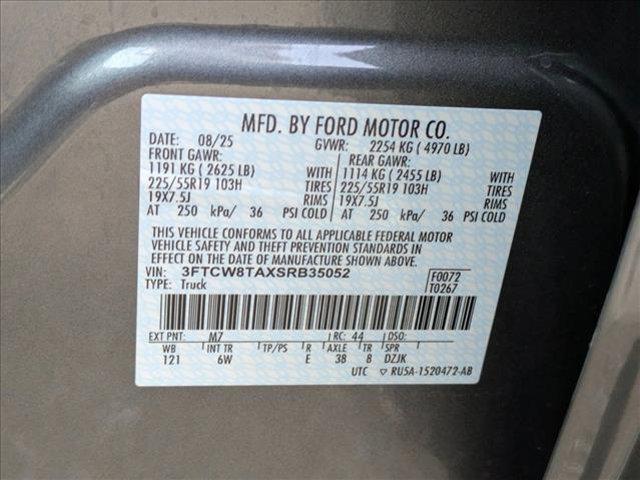 MFD. BY FORD MOTOR CO.
DATE: 08/25 GVWR: 2254 KG ( 4970 LB)
FRONT GAWR: REAR GAWR:
1191 KG ( 2625 LB) WITH 1114 KG ( 2455 LB) WITH
225/55R19 103H TIRES 225/55R19 103H TIRES
19X7.5J RIMS 19X7.5J RIMS
AT 250 kPa/ 36 PSI COLD AT 250 kPa/ 36 PSI COLD
THIS VEHICLE CONFORMS TO ALL APPLICABLE FEDERAL MOTOR
VEHICLE SAFETY AND THEFT PREVENTION STANDARDS IN
EFFECT ON THE DATE OF MANUFACTURE SHOWN ABOVE.
VIN: 3FTCW8TAXSRB35052 F0072
TYPE: Truck T0267
EXT PNT: M7 RC: 44 DSO:
WB INT TR TP/PS R AXLE TR SPR
121 6W E 38 8 DZJK
UTC ▽ RU5A-1520472-AB